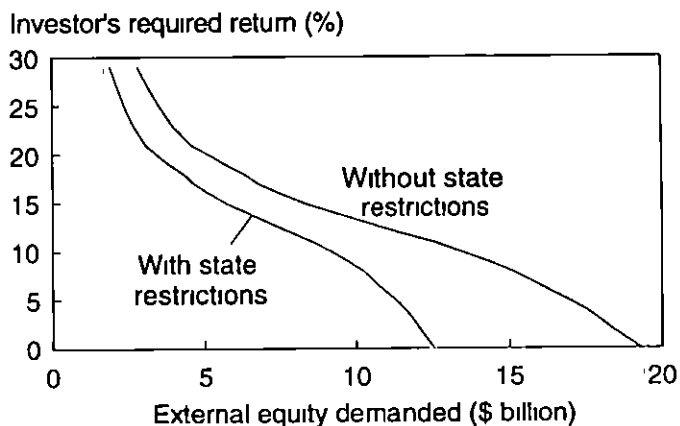 Investor's required return (%)
30
25
20
15
10
5
0
Without state
restrictions
With state
restrictions
0 5 10 15 20
External equity demanded ($ billion)